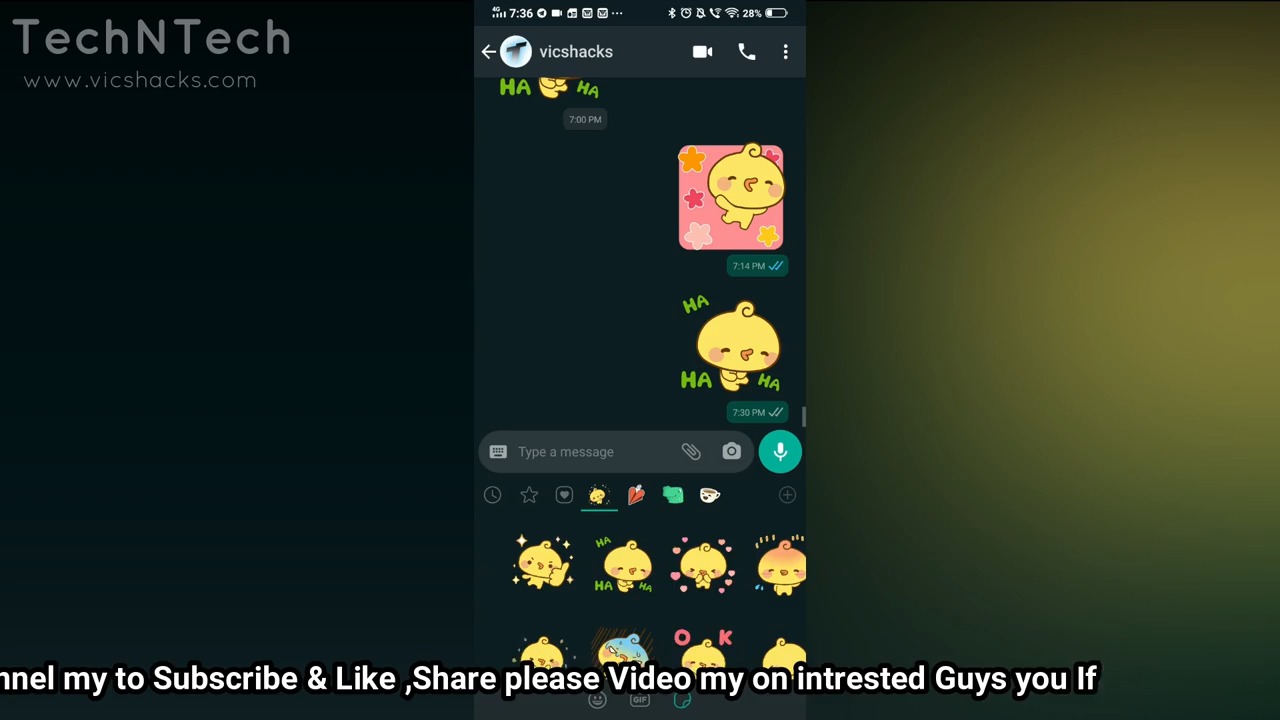 TechNTech
www.vicshacks.com
4G 7:36 28%
vicshacks
HA HA
7:00 PM
7:14 PM
HA
HA HA
7:30 PM
Type a message
HA
HA HA
O K
nnel my to Subscribe & Like ,Share please Video my on intrested Guys you If
GIF